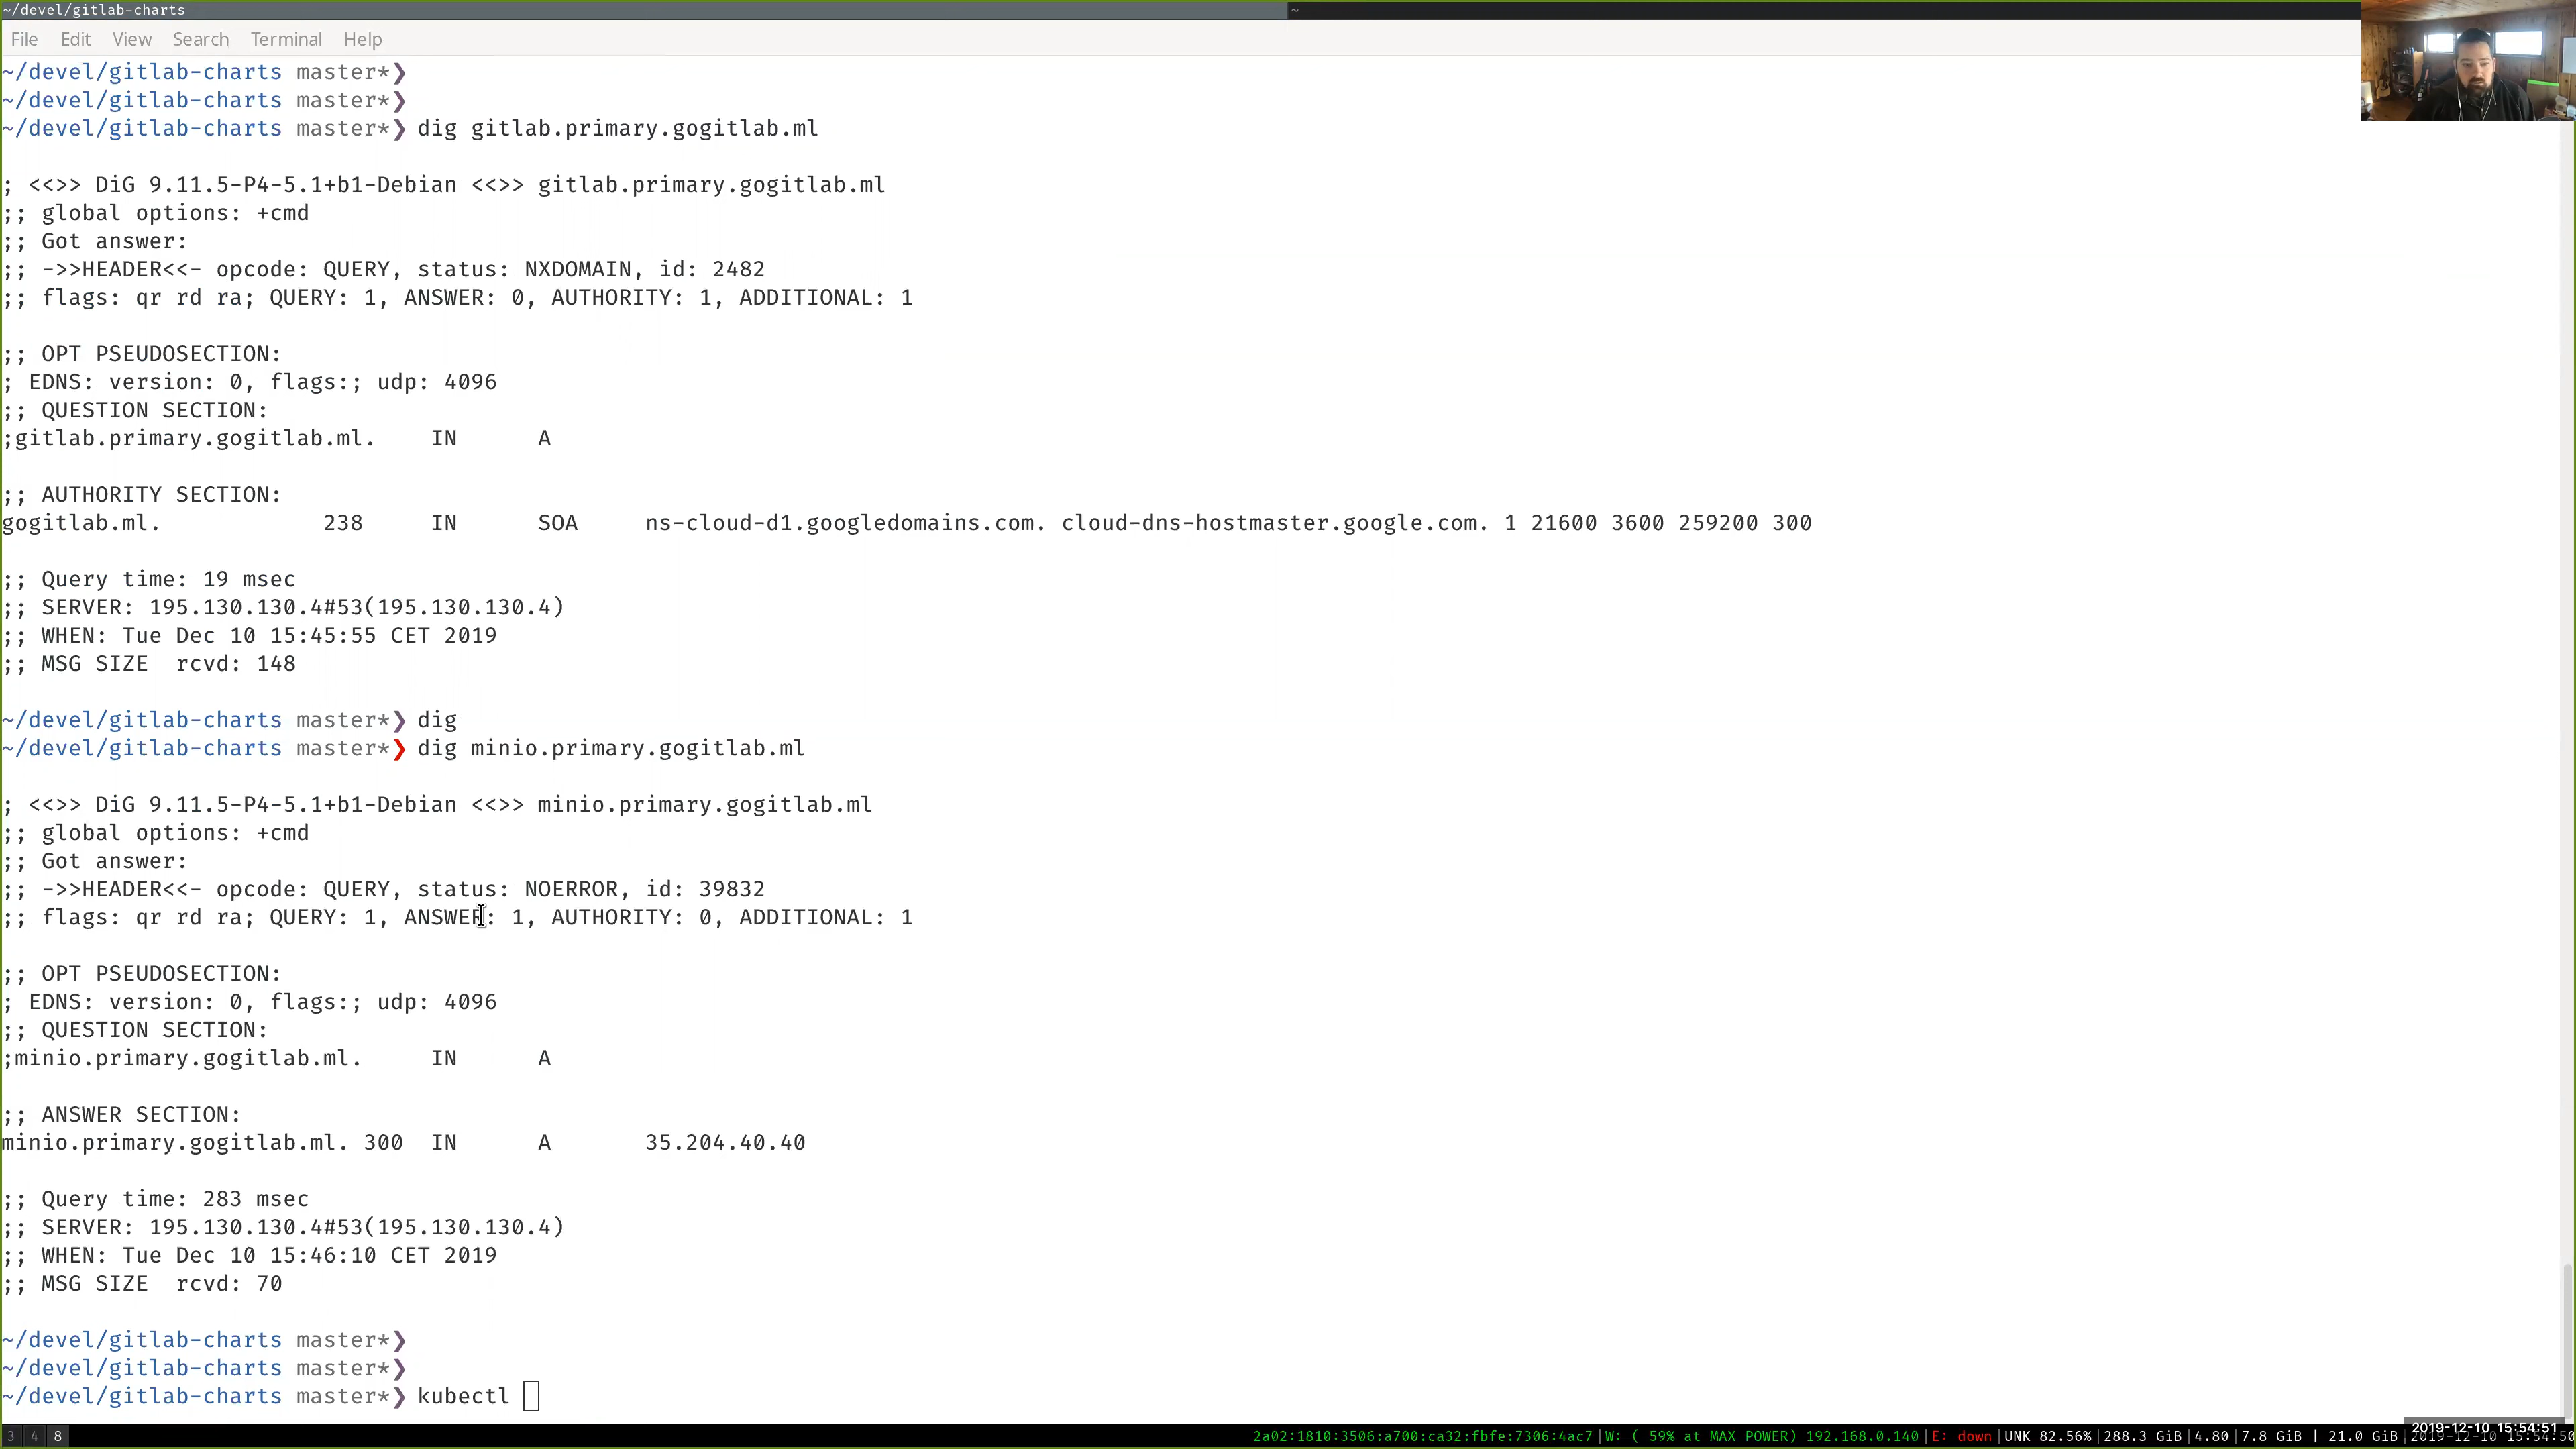 ~/devel/gitlab-charts
~
File Edit View Search Terminal Help
~/devel/gitlab-charts master*❯
~/devel/gitlab-charts master*❯
~/devel/gitlab-charts master*❯ dig gitlab.primary.gogitlab.ml
; <<>> DiG 9.11.5-P4-5.1+b1-Debian <<>> gitlab.primary.gogitlab.ml
;; global options: +cmd
;; Got answer:
;; ->>HEADER<<- opcode: QUERY, status: NXDOMAIN, id: 2482
;; flags: qr rd ra; QUERY: 1, ANSWER: 0, AUTHORITY: 1, ADDITIONAL: 1
;; OPT PSEUDOSECTION:
; EDNS: version: 0, flags:; udp: 4096
;; QUESTION SECTION:
;gitlab.primary.gogitlab.ml. IN A
;; AUTHORITY SECTION:
gogitlab.ml. 238 IN SOA ns-cloud-d1.googledomains.com. cloud-dns-hostmaster.google.com. 1 21600 3600 259200 300
;; Query time: 19 msec
;; SERVER: 195.130.130.4#53(195.130.130.4)
;; WHEN: Tue Dec 10 15:45:55 CET 2019
;; MSG SIZE rcvd: 148
~/devel/gitlab-charts master*❯ dig
~/devel/gitlab-charts master*❯ dig minio.primary.gogitlab.ml
; <<>> DiG 9.11.5-P4-5.1+b1-Debian <<>> minio.primary.gogitlab.ml
;; global options: +cmd
;; Got answer:
;; ->>HEADER<<- opcode: QUERY, status: NOERROR, id: 39832
;; flags: qr rd ra; QUERY: 1, ANSWER: 1, AUTHORITY: 0, ADDITIONAL: 1
;; OPT PSEUDOSECTION:
; EDNS: version: 0, flags:; udp: 4096
;; QUESTION SECTION:
;minio.primary.gogitlab.ml. IN A
;; ANSWER SECTION:
minio.primary.gogitlab.ml. 300 IN A 35.204.40.40
;; Query time: 283 msec
;; SERVER: 195.130.130.4#53(195.130.130.4)
;; WHEN: Tue Dec 10 15:46:10 CET 2019
;; MSG SIZE rcvd: 70
~/devel/gitlab-charts master*❯
~/devel/gitlab-charts master*❯
~/devel/gitlab-charts master*❯ kubectl
2019-12-10 15:54:51
3 4 8 2a02:1810:3506:a700:ca32:fbfe:7306:4ac7|W: ( 59% at MAX POWER) 192.168.0.140|E: down|UNK 82.56%|288.3 GiB|4.80|7.8 GiB | 21.0 GiB